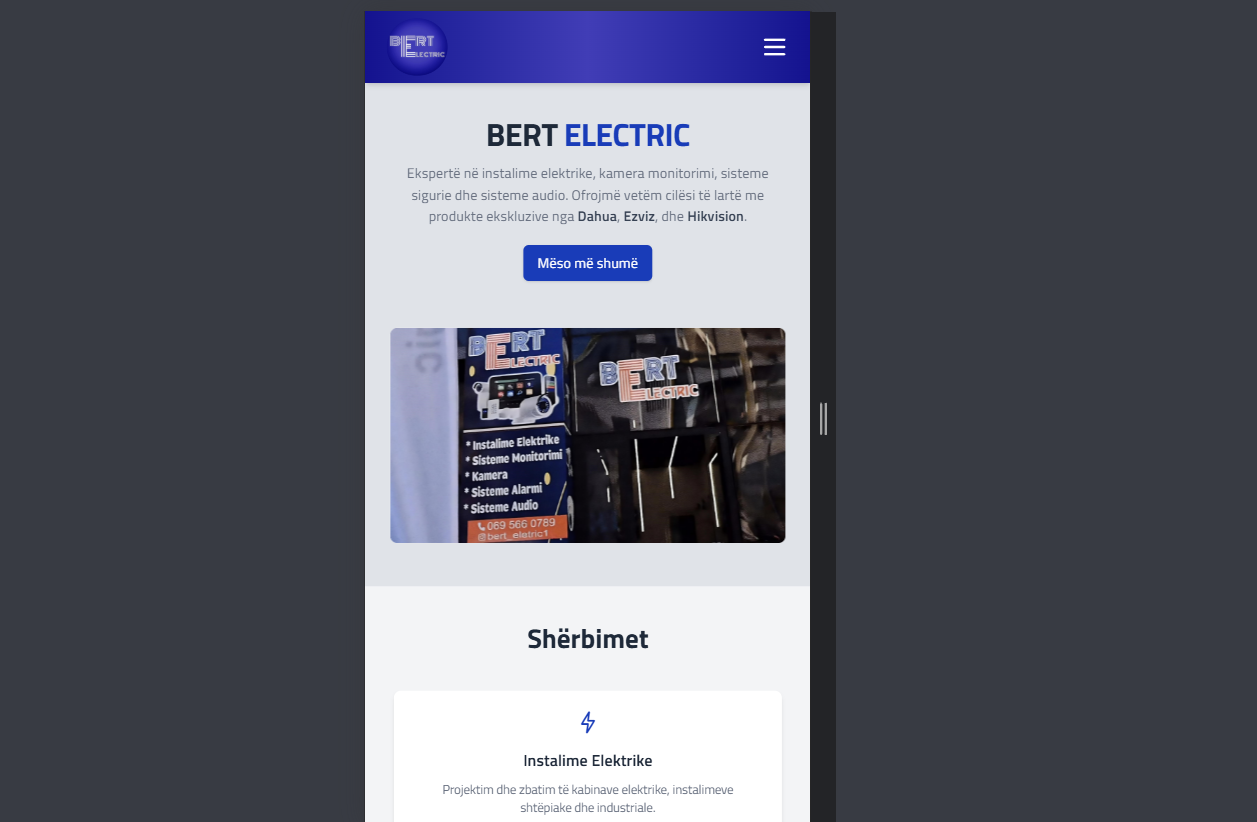 BERT
ELECTRIC
BERT ELECTRIC
Ekspertë në instalime elektrike, kamera monitorimi, sisteme
sigurie dhe sisteme audio. Ofrojmë vetëm cilësi të lartë me
produkte ekskluzive nga Dahua, Ezviz, dhe Hikvision.
Mëso më shumë
BERT
ELECTRIC
BERT
ELECTRIC
* Instalime Elektrike
* Sisteme Monitorimi
* Kamera
* Sisteme Alarmi
* Sisteme Audio
069 566 0789
@bert_eletric1
Shërbimet
Instalime Elektrike
Projektim dhe zbatim të kabinave elektrike, instalimeve
shtëpiake dhe industriale.